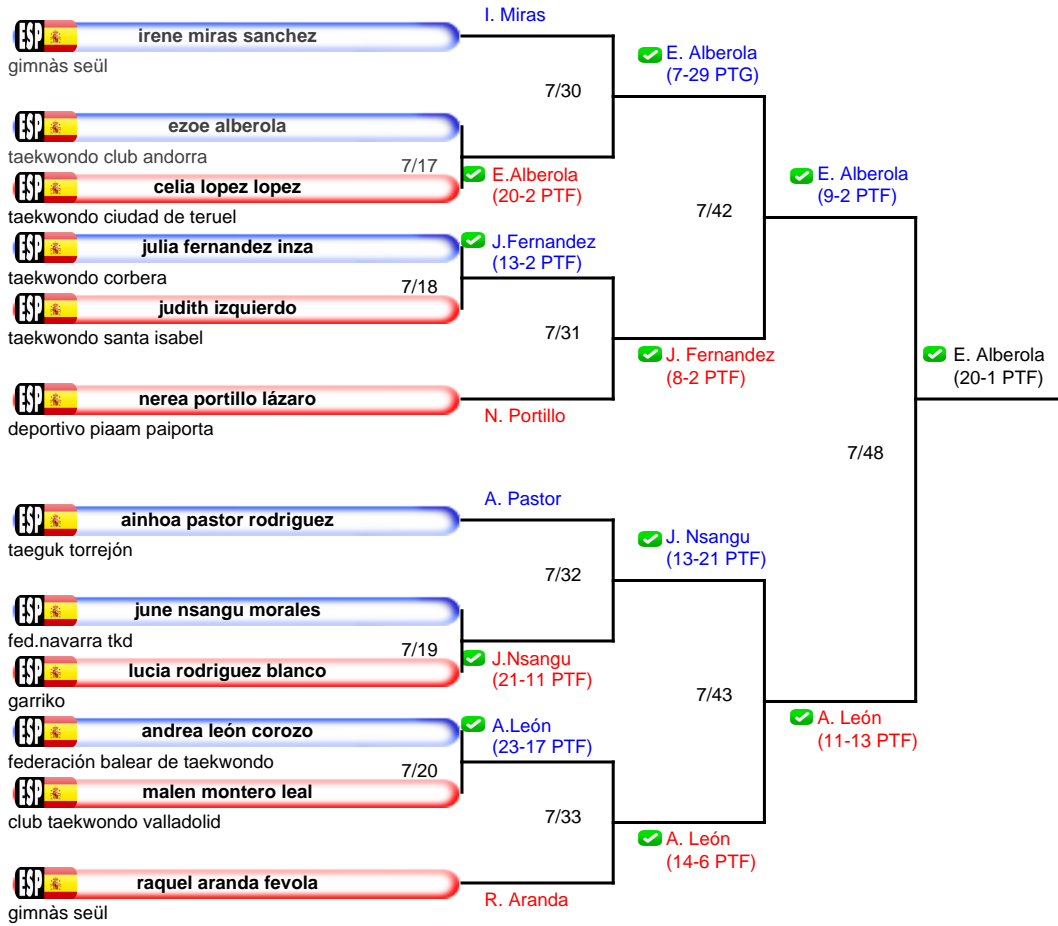 I. Miras
ESP irene miras sanchez
gimnàs seül
E. Alberola
(7-29 PTG)
7/30
ESP ezoe alberola
taekwondo club andorra
7/17
E.Alberola
(20-2 PTF)
ESP celia lopez lopez
taekwondo ciudad de teruel
E. Alberola
(9-2 PTF)
7/42
ESP julia fernandez inza
J.Fernandez
(13-2 PTF)
taekwondo corbera
7/18
ESP judith izquierdo
taekwondo santa isabel
7/31
J. Fernandez
(8-2 PTF)
E. Alberola
(20-1 PTF)
ESP nerea portillo lázaro
N. Portillo
deportivo piaam paiporta
7/48
A. Pastor
ESP ainhoa pastor rodriguez
taeguk torrejón
J. Nsangu
(13-21 PTF)
7/32
ESP june nsangu morales
fed.navarra tkd
7/19
J.Nsangu
(21-11 PTF)
ESP lucia rodriguez blanco
garriko
7/43
ESP andrea león corozo
A.León
(23-17 PTF)
A. León
(11-13 PTF)
federación balear de taekwondo
7/20
ESP malen montero leal
club taekwondo valladolid
7/33
A. León
(14-6 PTF)
ESP raquel aranda fevola
R. Aranda
gimnàs seül